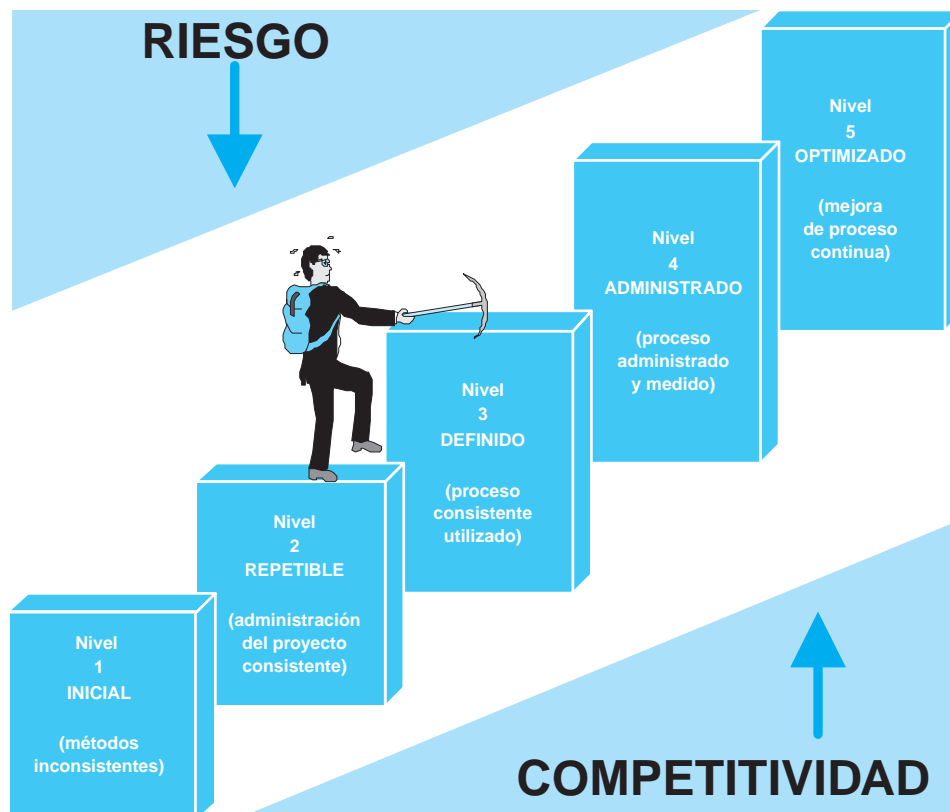 RIESGO
Nivel
1
INICIAL
(métodos
inconsistentes)
Nivel
2
REPETIBLE
(administración
del proyecto
consistente)
Nivel
3
DEFINIDO
(proceso
consistente
utilizado)
Nivel
4
ADMINISTRADO
(proceso
administrado
y medido)
Nivel
5
OPTIMIZADO
(mejora
de proceso
continua)
COMPETITIVIDAD